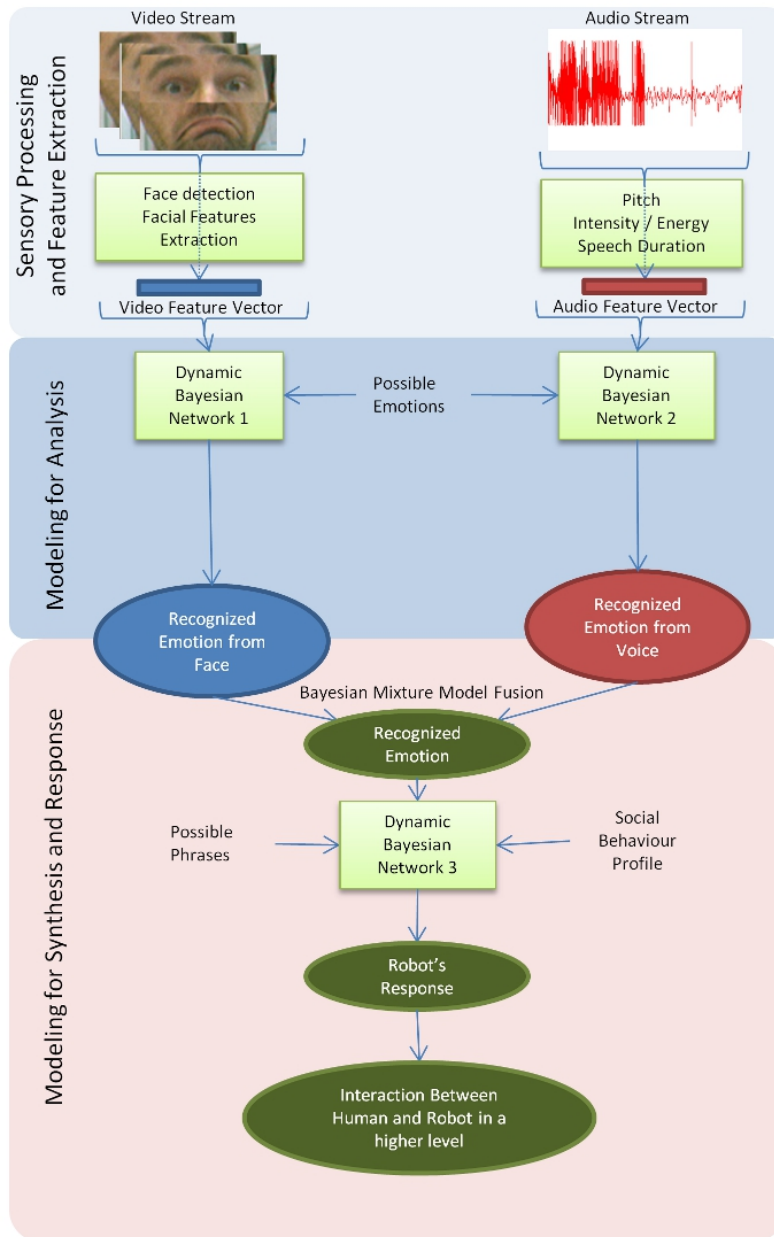 Video Stream
Audio Stream
Sensory Processing
and Feature Extraction
Face detection
Facial Features
Extraction
Pitch
Intensity / Energy
Speech Duration
Video Feature Vector
Audio Feature Vector
Modeling for Analysis
Dynamic
Bayesian
Network 1
Possible
Emotions
Dynamic
Bayesian
Network 2
Recognized
Emotion from
Face
Recognized
Emotion from
Voice
Modeling for Synthesis and Response
Bayesian Mixture Model Fusion
Recognized
Emotion
Possible
Phrases
Dynamic
Bayesian
Network 3
Social
Behaviour
Profile
Robot's
Response
Interaction Between
Human and Robot in a
higher level